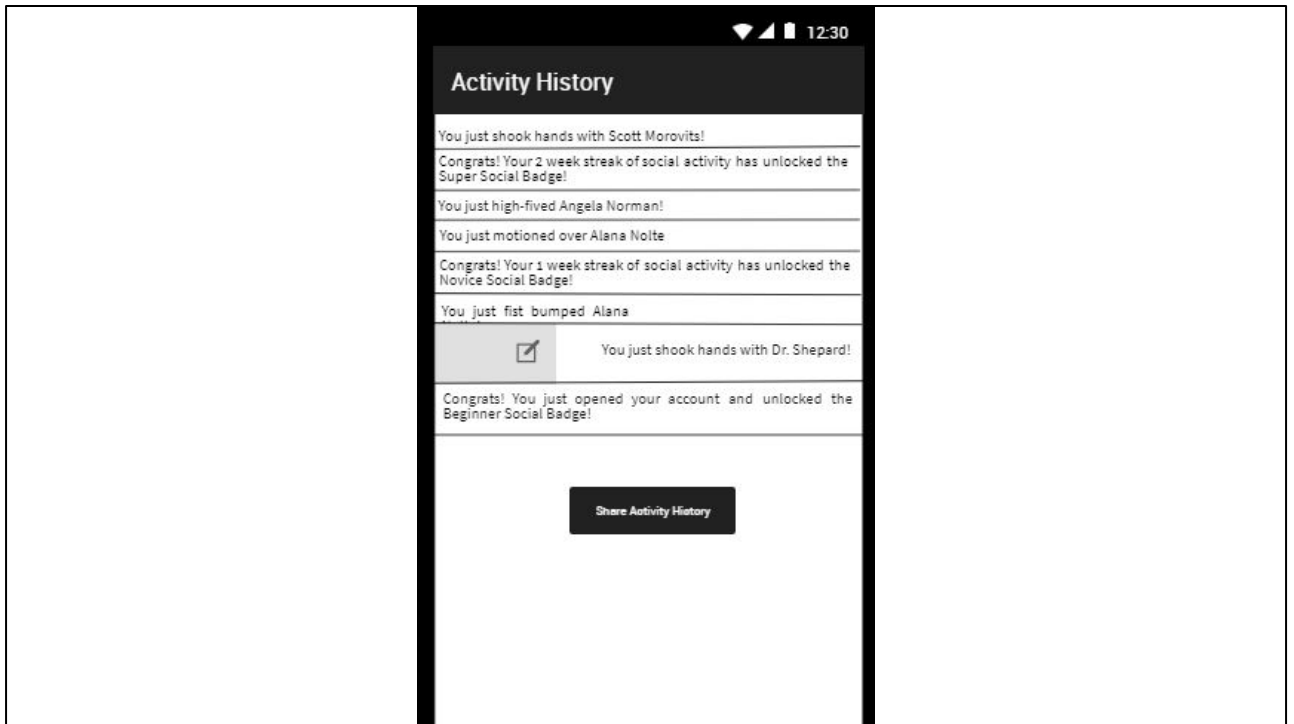 12:30
Activity History
You just shook hands with Scott Morovits!
Congrats! Your 2 week streak of social activity has unlocked the
Super Social Badge!
You just high-fived Angela Norman!
You just motioned over Alana Nolte
Congrats! Your 1 week streak of social activity has unlocked the
Novice Social Badge!
You just fist bumped Alana
You just shook hands with Dr. Shepard!
Congrats! You just opened your account and unlocked the
Beginner Social Badge!
Share Activity History